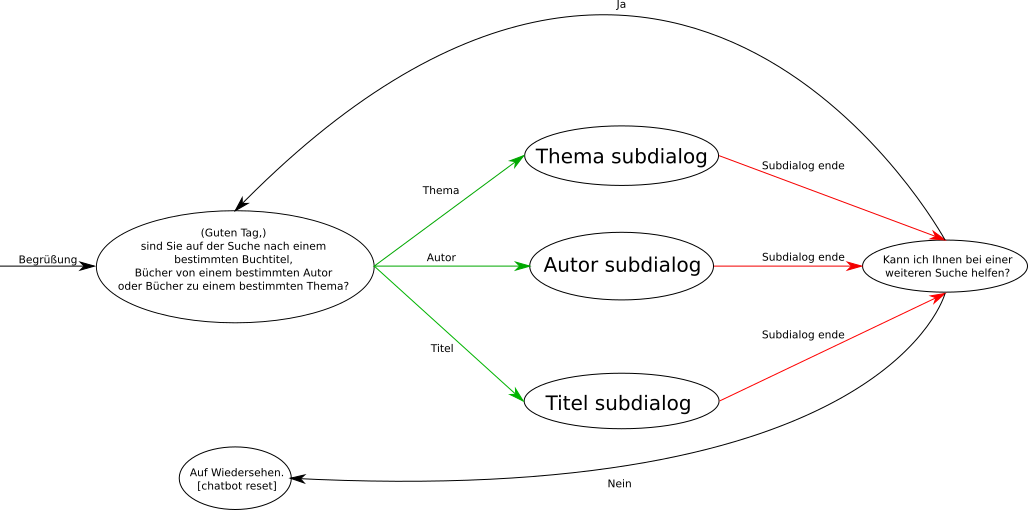 Ja
Thema subdialog
Subdialog ende
Thema
(Guten Tag,)
sind Sie auf der Suche nach einem
bestimmten Buchtitel,
Bücher von einem bestimmten Autor
oder Bücher zu einem bestimmten Thema?
Begrüßung
Autor
Autor subdialog
Subdialog ende
Kann ich Ihnen bei einer
weiteren Suche helfen?
Subdialog ende
Titel
Titel subdialog
Auf Wiedersehen.
[chatbot reset]
Nein